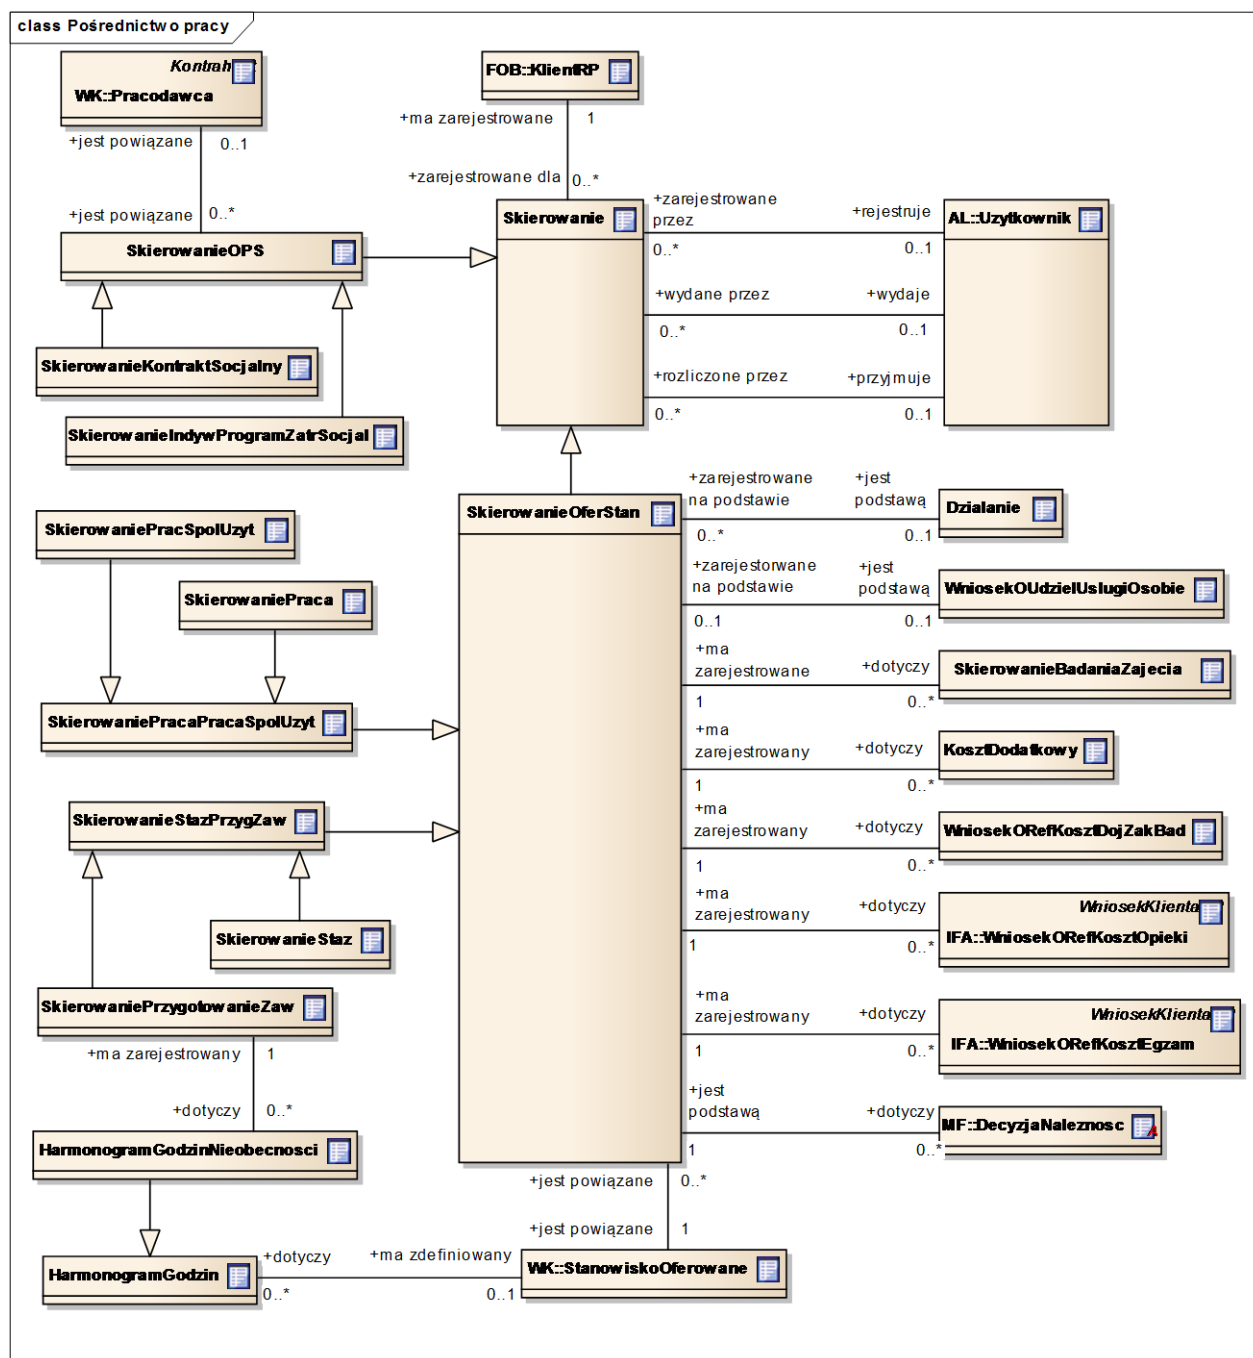 class Pośrednictwo pracy
WK::Pracodawca
FOB::KlientRP
+ma zarejestrowane
1
+jest powiązane
0..1
+zarejestrowane dla
0..*
+jest powiązane
0..*
SkierowanieOPS
Skierowanie
+zarejestrowane
przez
+rejestruje
AL::Uzytkownik
0..*
0..1
+wydane przez
+wydaje
0..*
0..1
+rozliczone przez
+przyjmuje
0..*
0..1
SkierowanieKontraktSocjalny
SkierowanieIndywProgramZatrSocjal
SkierowanieOferStan
+zarejestrowane
na podstawie
+jest
podstawą
Dzialanie
0..*
0..1
SkierowaniePracSpolUzyt
+zarejestorwane
na podstawie
+jest
podstawą
WniosekOUdzielUslugiOsobie
0..1
0..1
SkierowaniePraca
+ma
zarejestrowane
+dotyczy
SkierowanieBadaniaZajecia
1
0..*
SkierowaniePracaPracaSpolUzyt
+ma
zarejestrowany
+dotyczy
KosztDodatkowy
1
0..*
SkierowanieStazPrzygZaw
+ma
zarejestrowany
+dotyczy
WniosekORefKosztDojZakBad
1
0..*
+ma
zarejestrowany
+dotyczy
WniosekKlienta
IFA::WniosekORefKosztOpieki
1
0..*
SkierowanieStaz
SkierowaniePrzygotowanieZaw
+ma
zarejestrowany
+dotyczy
WniosekKlienta
IFA::WniosekORefKosztEgzam
1
0..*
+ma zarejestrowany
1
+dotyczy
0..*
+jest
podstawą
+dotyczy
MF::DecyzjaNaleznosc
1
0..*
HarmonogramGodzinNieobecnosci
+jest powiązane
0..*
+jest powiązane
1
HarmonogramGodzin
+dotyczy
+ma zdefiniowany
WK::StanowiskoOferowane
0..*
0..1